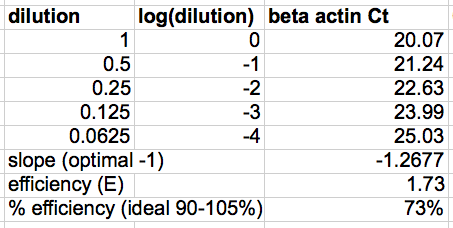 dilution log(dilution) beta actin Ct
1 0 20.07
0.5 -1 21.24
0.25 -2 22.63
0.125 -3 23.99
0.0625 -4 25.03
slope (optimal -1) -1.2677
efficiency (E) 1.73
% efficiency (ideal 90-105%) 73%